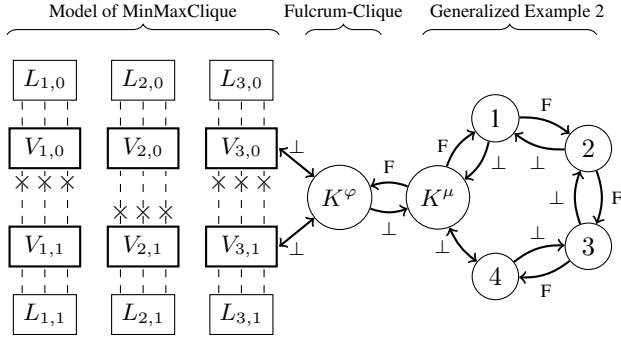 Model of MinMaxClique Fulcrum-Clique Generalized Example 2
L1,0 L2,0 L3,0
V1,0 V2,0 V3,0
V1,1 V2,1 V3,1
L1,1 L2,1 L3,1
⊥
⊥
K^φ
F
⊥
K^μ
F
⊥
1
F
⊥
2
⊥
F
3
⊥
F
4
⊥